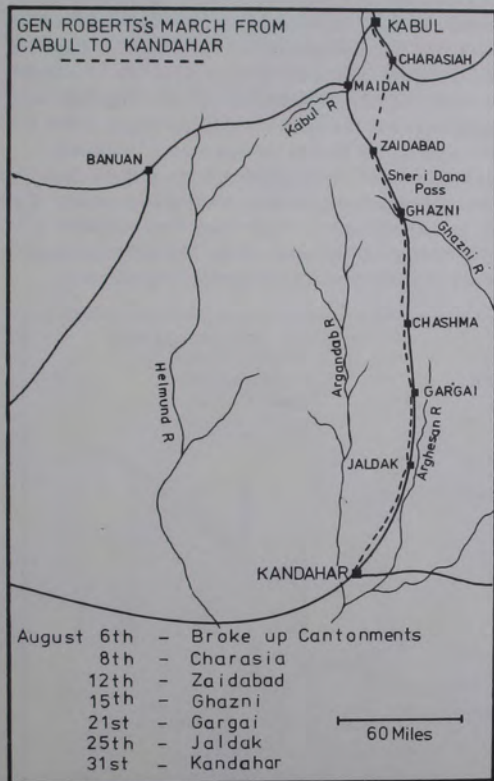 GEN ROBERTS'S MARCH FROM
CABUL TO KANDAHAR
KABUL
CHARASIAH
MAIDAN
Kabul R
BANUAN
ZAIDABAD
Sher i Dana
Pass
GHAZNI
Ghazni R
CHASHMA
Helmund R
Argandab R
GARGAI
Arghesan R
JALDAK
KANDAHAR
August 6th - Broke up Cantonments
8th - Charasia
12th - Zaidabad
15th - Ghazni
21st - Gargai
25th - Jaldak
31st - Kandahar
60 Miles